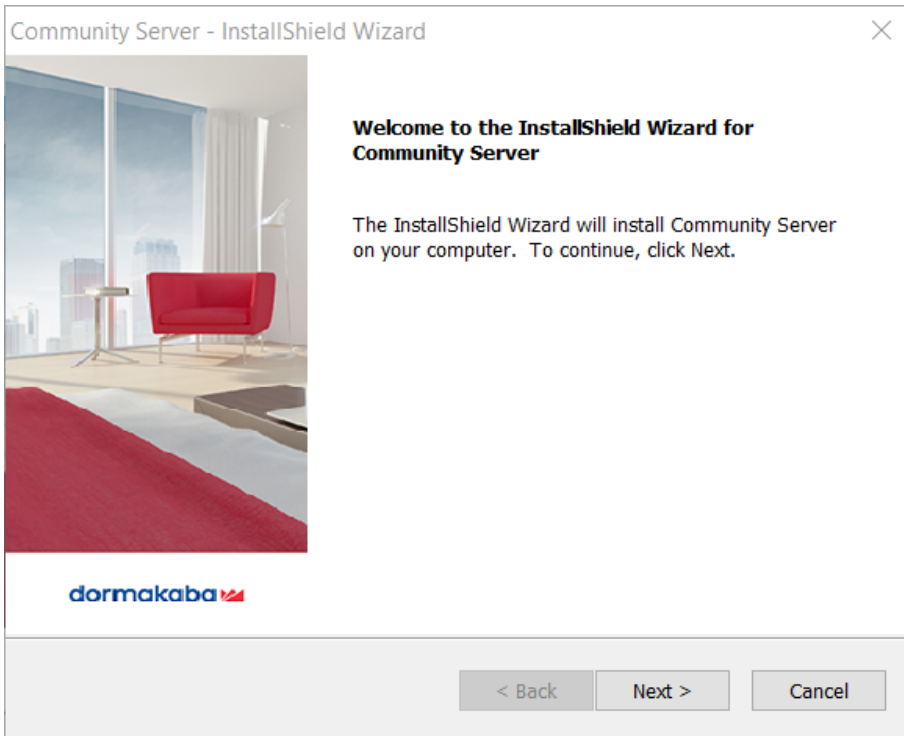 Community Server - InstallShield Wizard
Welcome to the InstallShield Wizard for
Community Server
The InstallShield Wizard will install Community Server
on your computer.  To continue, click Next.
dormakaba
< Back
Next >
Cancel